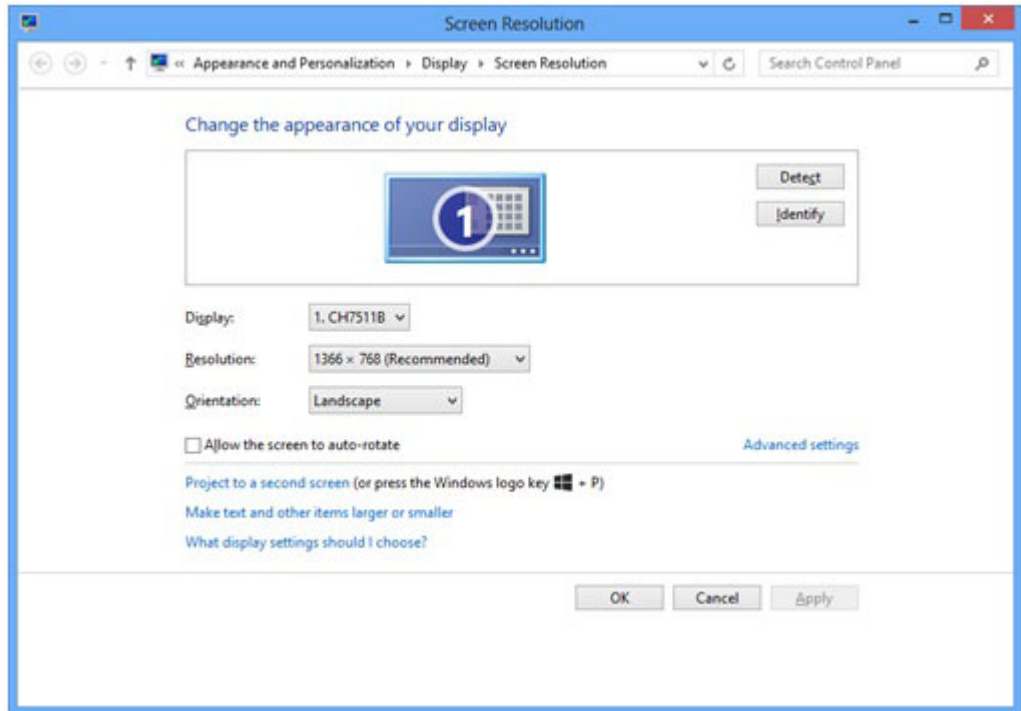 Screen Resolution
« Appearance and Personalization ▸ Display ▸ Screen Resolution
Search Control Panel
Change the appearance of your display
1
Detect
Identify
Display: 1. CH7511B
Resolution: 1366 × 768 (Recommended)
Orientation: Landscape
Allow the screen to auto-rotate
Advanced settings
Project to a second screen (or press the Windows logo key + P)
Make text and other items larger or smaller
What display settings should I choose?
OK Cancel Apply